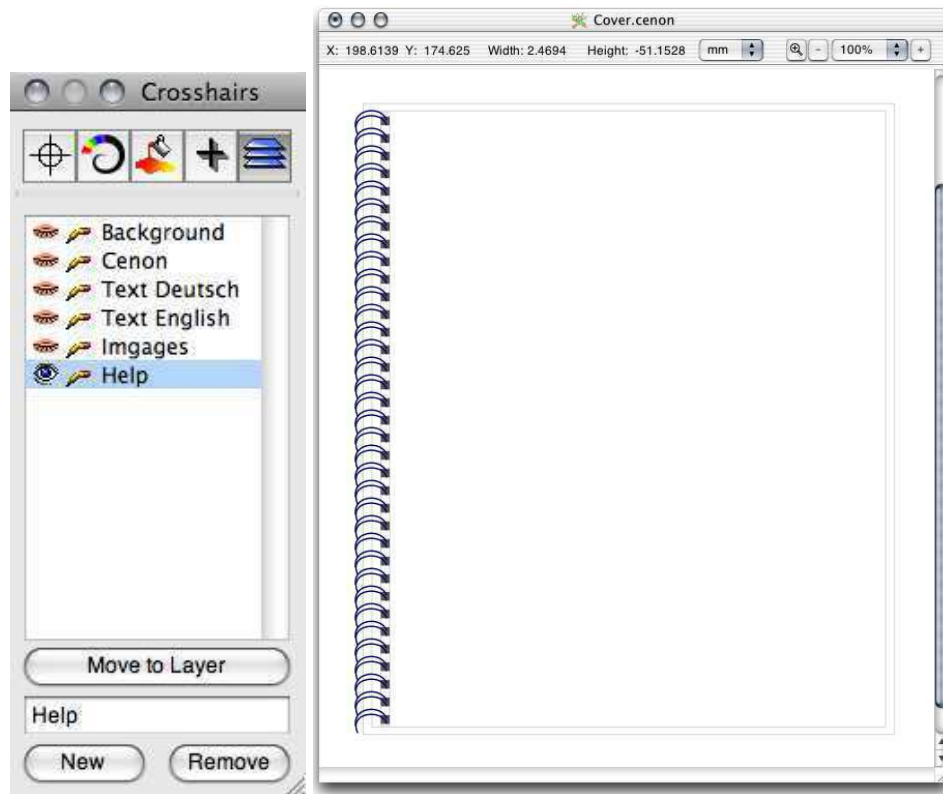 Crosshairs
Background
Cenon
Text Deutsch
Text English
Imgages
Help
Move to Layer
Help
New Remove
Cover.cenon
X: 198.6139 Y: 174.625 Width: 2.4694 Height: -51.1528 mm - 100% +